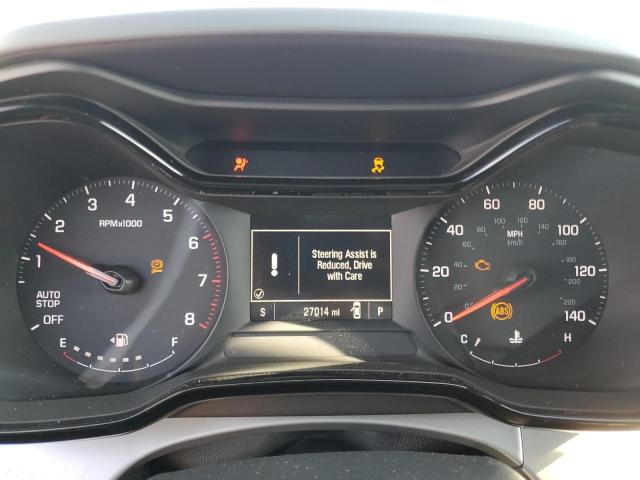 1 2 3 4 5 6 7 8
RPMx1000
AUTO
STOP
OFF
E F
Steering Assist is
Reduced, Drive
with Care
S 27014 mi P
0 20 40 60 80 100 120 140
MPH
km/h
40 60 80 100 120 140 160 180 200 220
ABS
C H